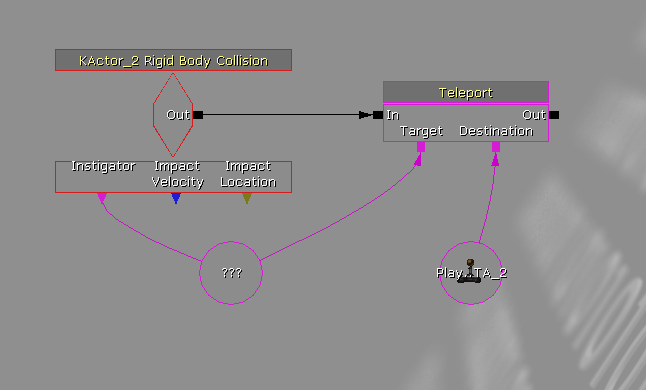 KActor_2 Rigid Body Collision
Out
Instigator
Impact
Velocity
Impact
Location
???
Teleport
In
Out
Target
Destination
Play...TA_2